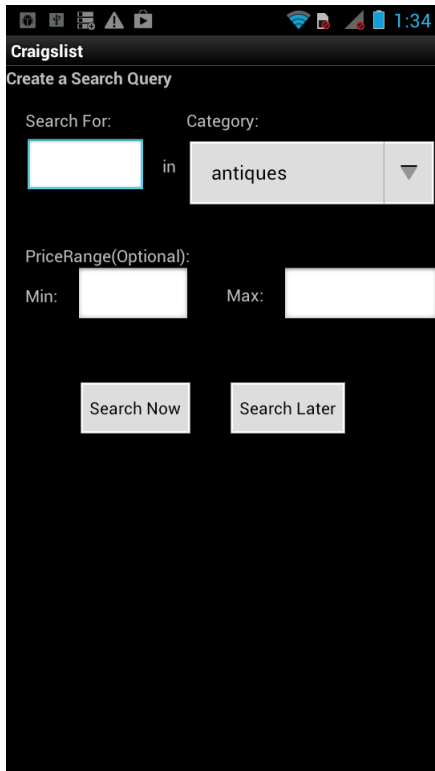 1:34
Craigslist
Create a Search Query
Search For: Category:
in antiques
PriceRange(Optional):
Min: Max:
Search Now Search Later